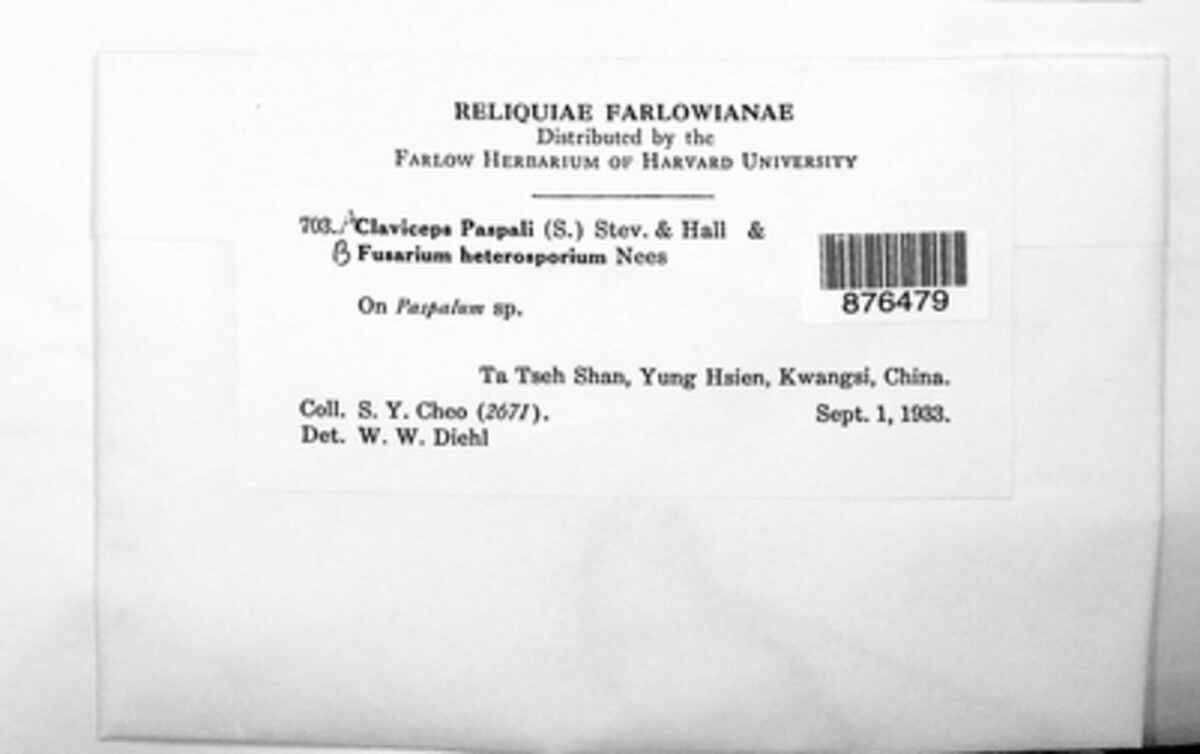 RELIQUIAE FARLOWIANAE
Distributed by the
FARLOW HERBARIUM OF HARVARD UNIVERSITY
703. A Claviceps Paspali (S.) Stev. & Hall &
B Fusarium heterosporium Nees
On Paspalum sp.
876479
Ta Tseh Shan, Yung Hsien, Kwangsi, China.
Coll. S. Y. Cheo (2671). Sept. 1, 1933.
Det. W. W. Diehl